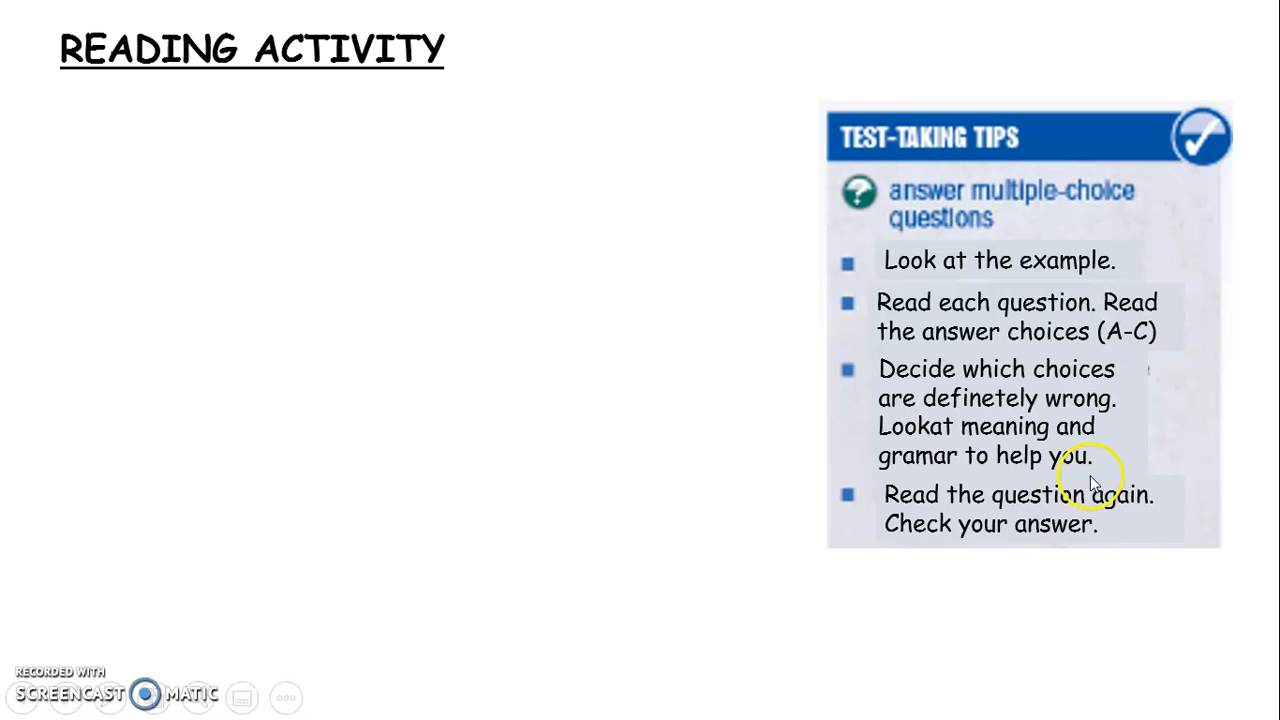 READING ACTIVITY
TEST-TAKING TIPS
answer multiple-choice
questions
Look at the example.
Read each question. Read
the answer choices (A-C)
Decide which choices
are definetely wrong.
Lookat meaning and
gramar to help you.
Read the question again.
Check your answer.
RECORDED WITH
SCREENCAST MATIC